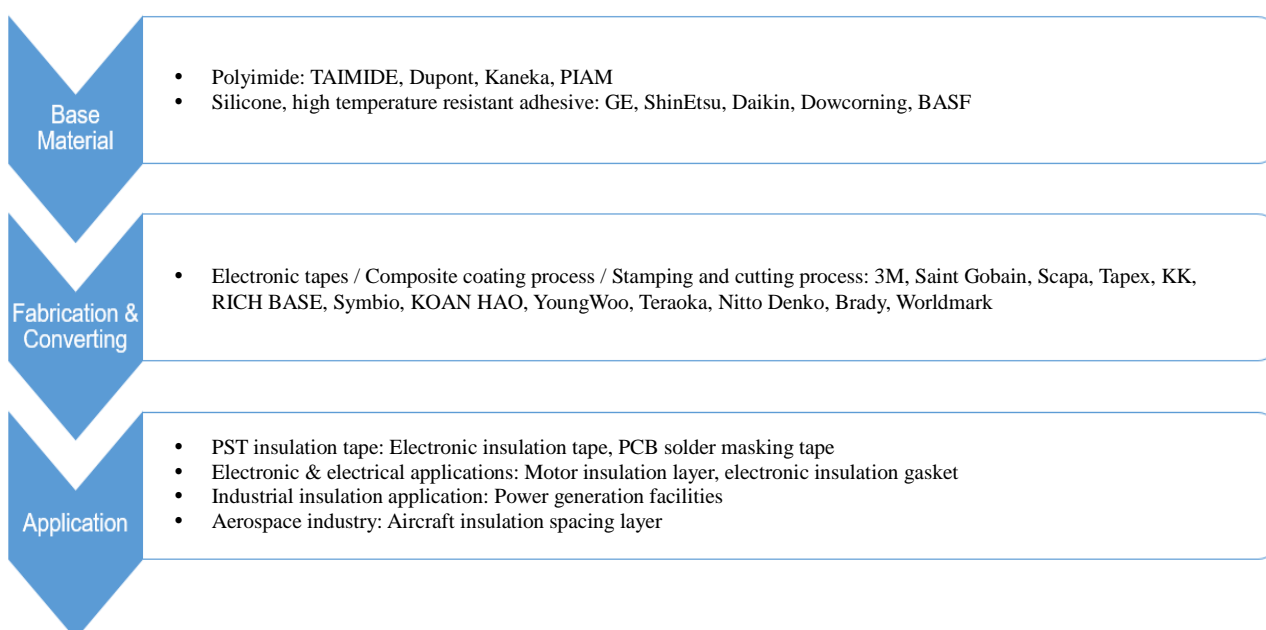 Base
Material
• Polyimide: TAIMIDE, Dupont, Kaneka, PIAM
• Silicone, high temperature resistant adhesive: GE, ShinEtsu, Daikin, Dowcorning, BASF
Fabrication &
Converting
• Electronic tapes / Composite coating process / Stamping and cutting process: 3M, Saint Gobain, Scapa, Tapex, KK,
RICH BASE, Symbio, KOAN HAO, YoungWoo, Teraoka, Nitto Denko, Brady, Worldmark
Application
• PST insulation tape: Electronic insulation tape, PCB solder masking tape
• Electronic & electrical applications: Motor insulation layer, electronic insulation gasket
• Industrial insulation application: Power generation facilities
• Aerospace industry: Aircraft insulation spacing layer